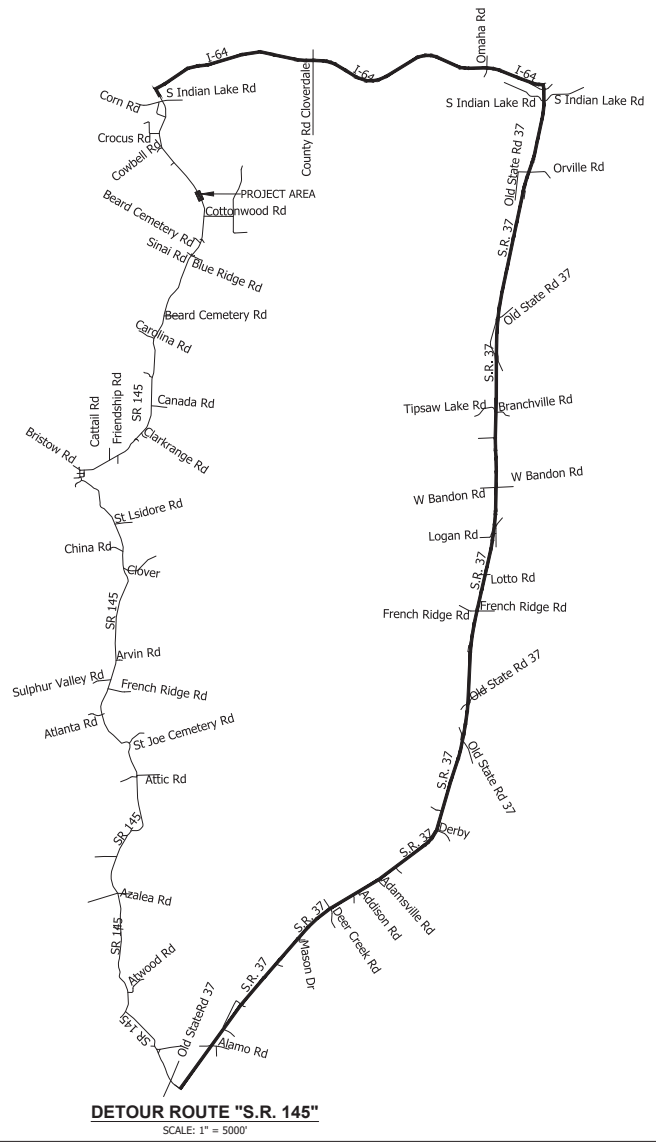 I-64
I-64
I-64
Omaha Rd
County Rd Cloverdale
S Indian Lake Rd
S Indian Lake Rd
S Indian Lake Rd
Corn Rd
Crocus Rd
Cowbell Rd
PROJECT AREA
Cottonwood Rd
Beard Cemetery Rd
Sinai Rd
Blue Ridge Rd
Beard Cemetery Rd
Carolina Rd
SR 145
Canada Rd
Friendship Rd
Cattail Rd
Clarkrange Rd
Bristow Rd
St Lsidore Rd
China Rd
Clover
SR 145
Arvin Rd
Sulphur Valley Rd
French Ridge Rd
Atlanta Rd
St Joe Cemetery Rd
Attic Rd
SR 145
Azalea Rd
SR 145
Atwood Rd
SR 145
Old State Rd 37
Orville Rd
S.R. 37
Old State Rd 37
S.R. 37
Tipsaw Lake Rd
Branchville Rd
W Bandon Rd
W Bandon Rd
Logan Rd
S.R. 37
Lotto Rd
French Ridge Rd
French Ridge Rd
Old State Rd 37
Old State Rd 37
S.R. 37
Derby
S.R. 37
Adamsville Rd
Addison Rd
Deer Creek Rd
S.R. 37
Mason Dr
S.R. 37
Old StateRd 37
Alamo Rd
DETOUR ROUTE "S.R. 145"
SCALE: 1" = 5000'